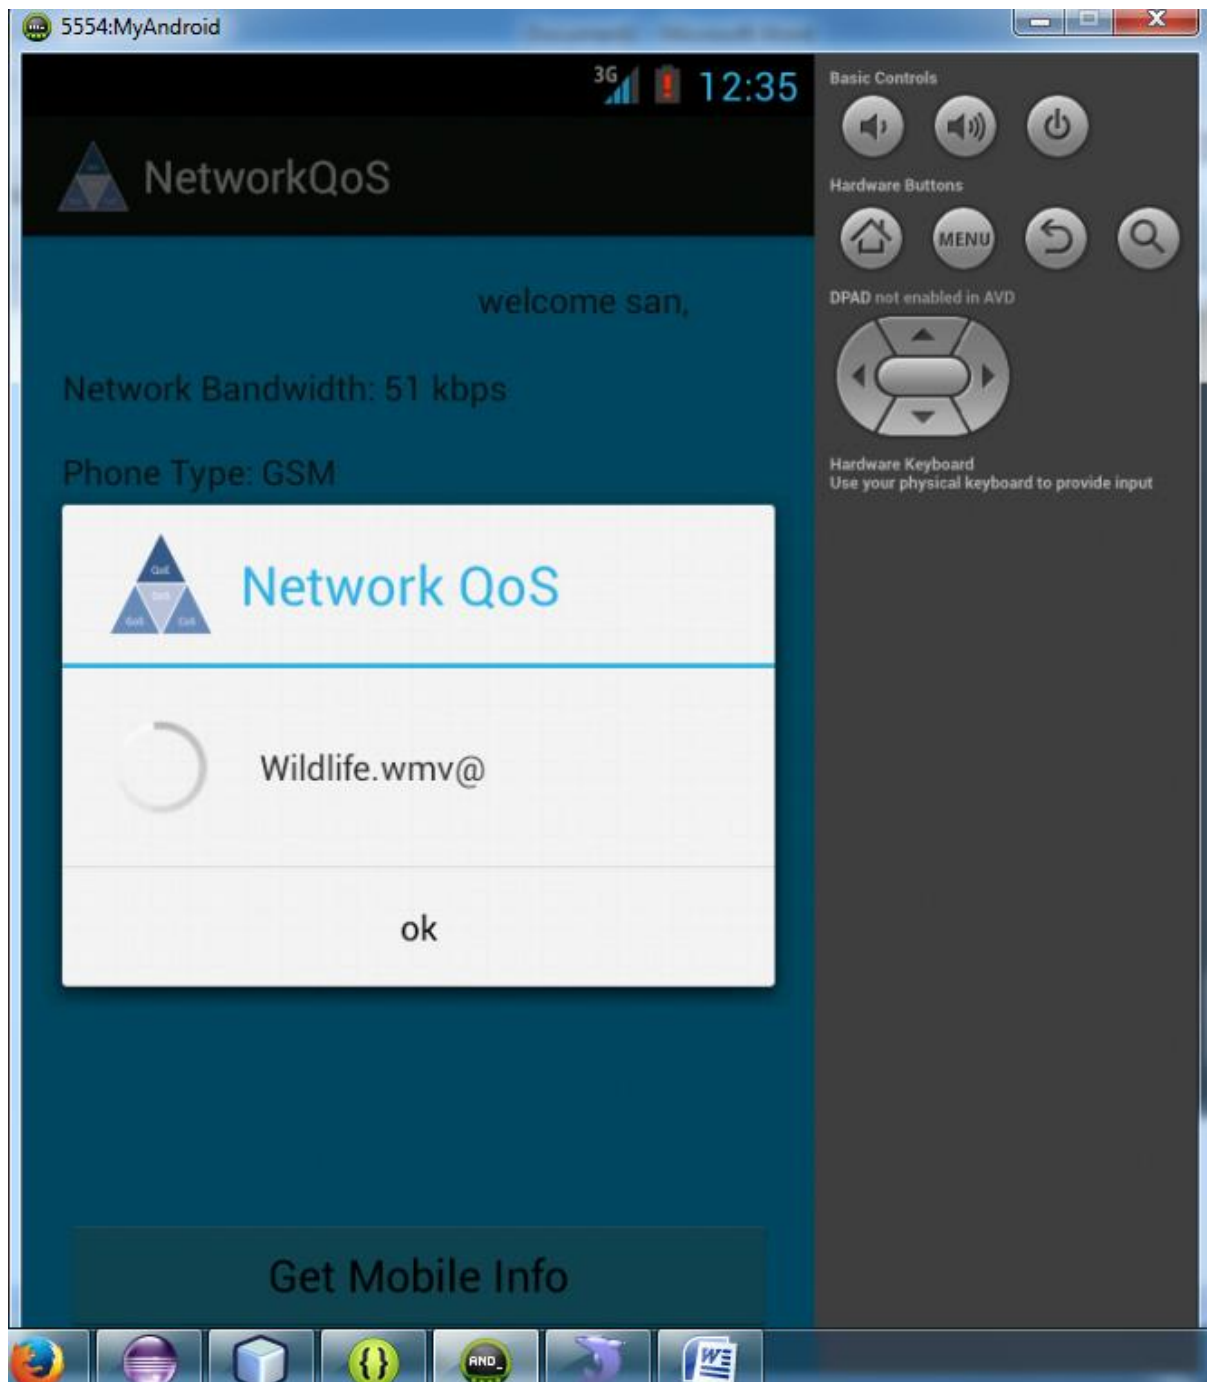 5554:MyAndroid
3G 12:35
NetworkQoS
welcome san,
Network Bandwidth: 51 kbps
Phone Type: GSM
Network QoS
QoE
Wildlife.wmv@
ok
Get Mobile Info
Basic Controls
Hardware Buttons
MENU
DPAD not enabled in AVD
Hardware Keyboard
Use your physical keyboard to provide input
AND_
W